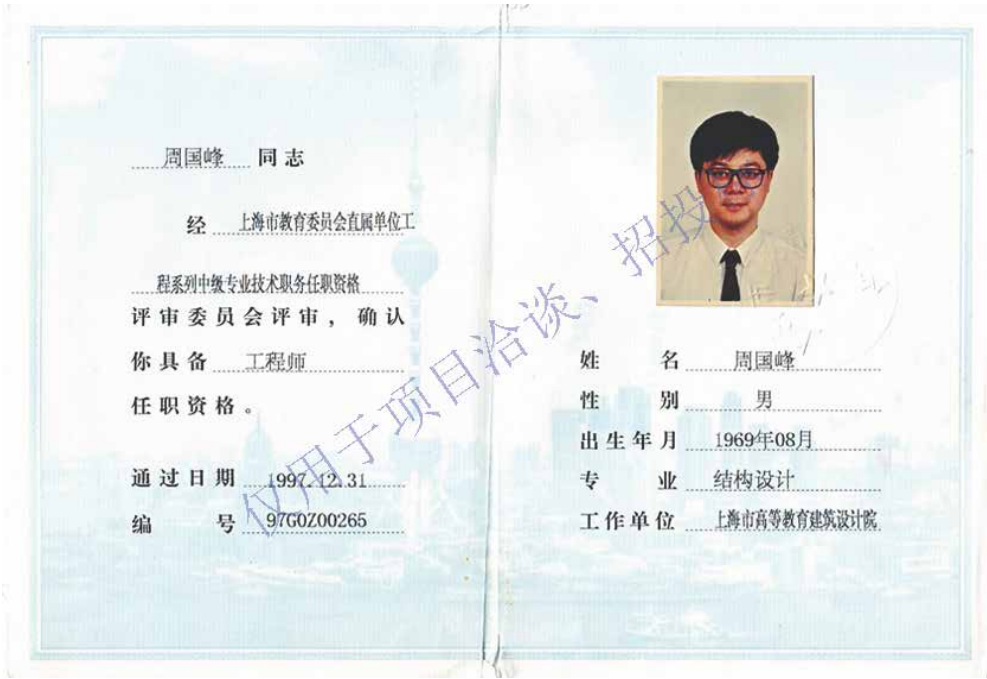 周国峰 同志
经 上海市教育委员会直属单位工
程系列中级专业技术职务任职资格
评审委员会评审，确认
你具备 工程师
任职资格。
通过日期 1997.12.31
编 号 97G0Z00265
姓 名 周国峰
性 别 男
出生年月 1969年08月
专 业 结构设计
工作单位 上海市高等教育建筑设计院
仅用于项目洽谈、招投